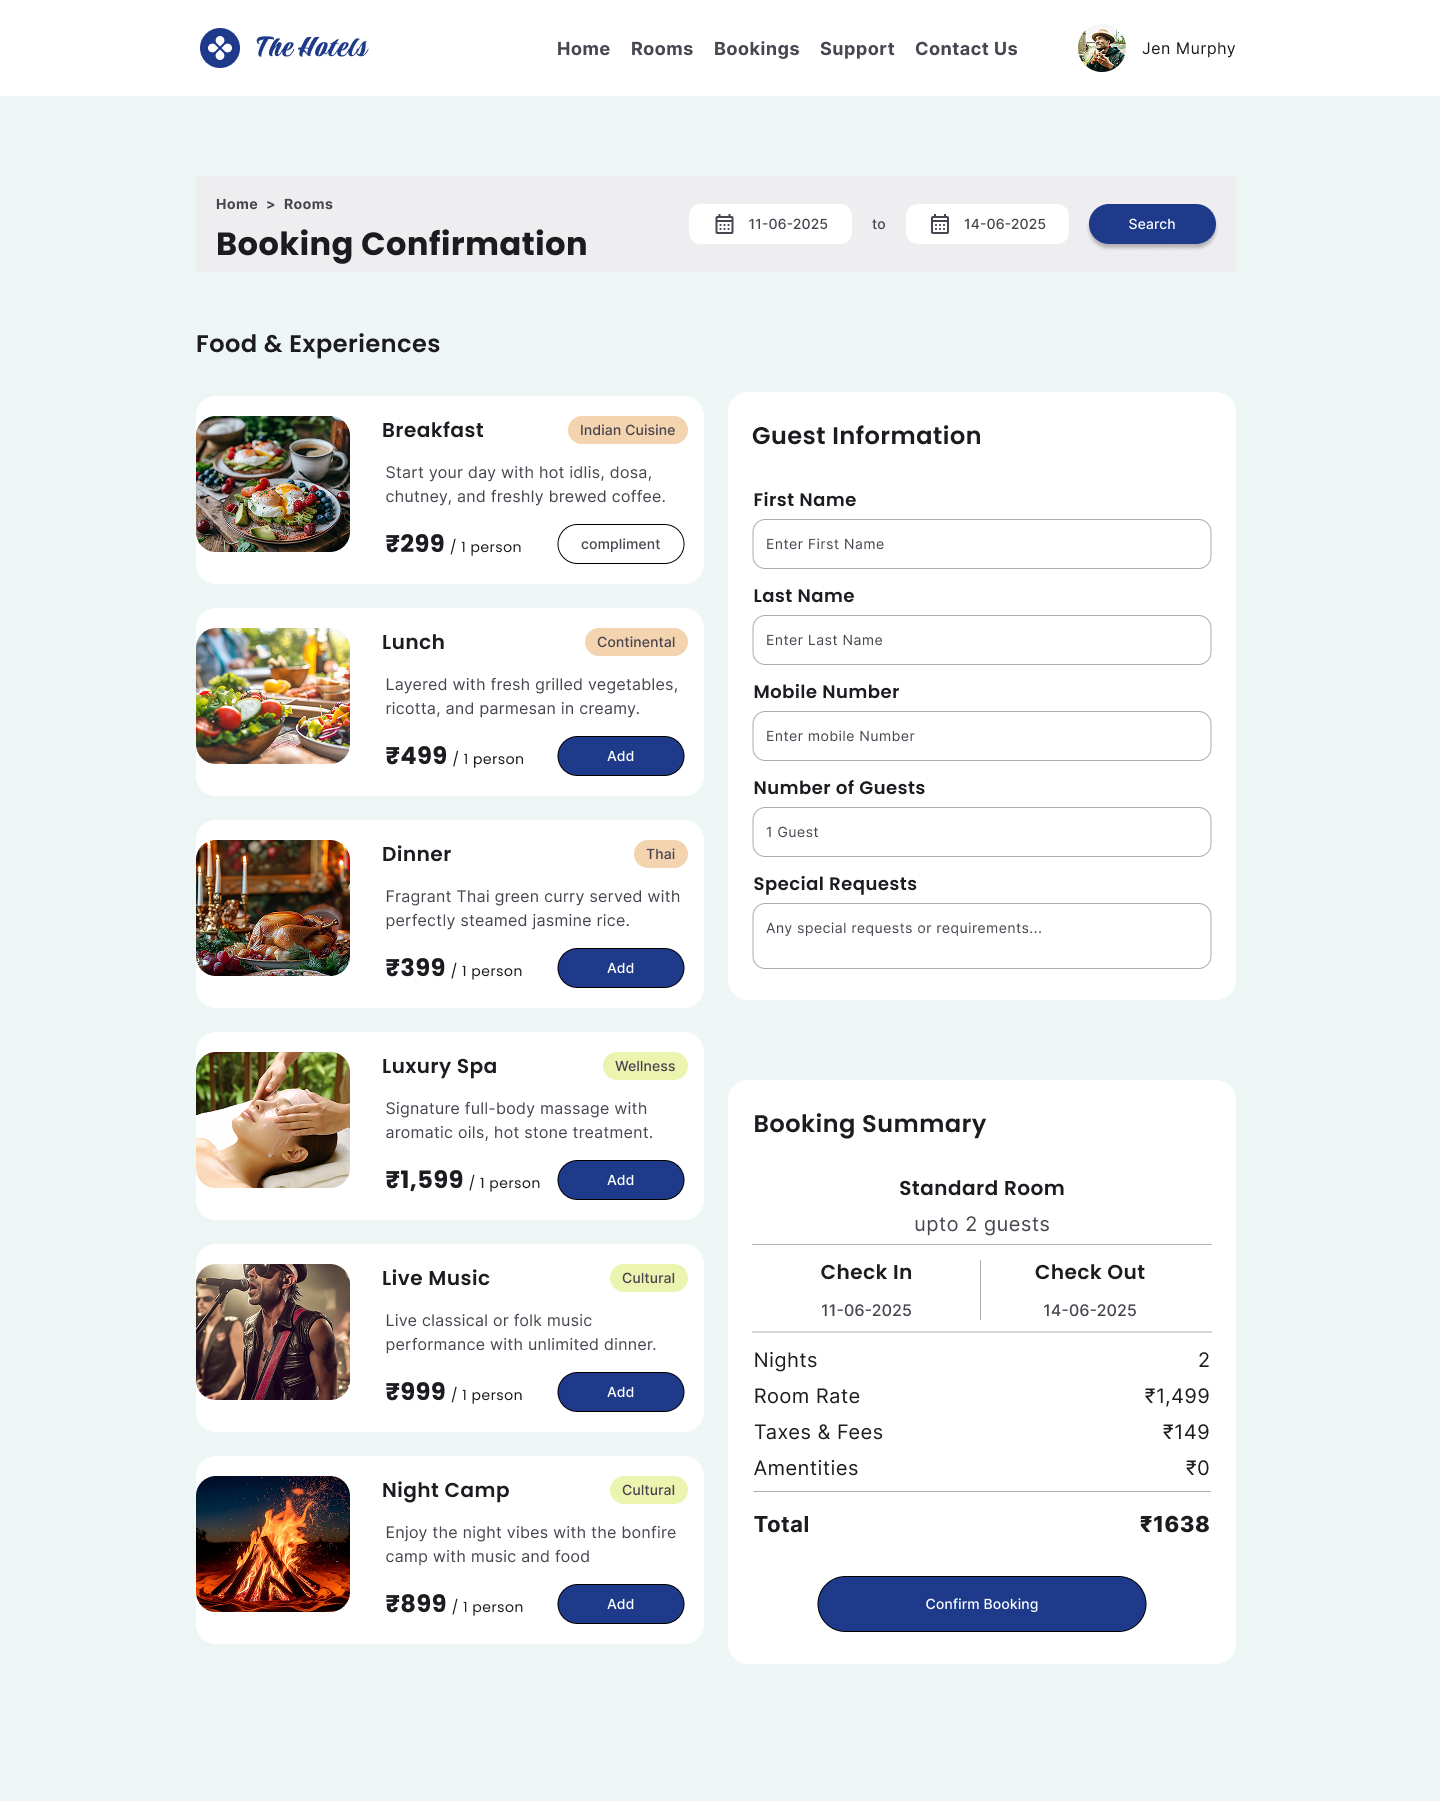 The Hotels
Home Rooms Bookings Support Contact Us
Jen Murphy
Home > Rooms
Booking Confirmation
11-06-2025 to 14-06-2025 Search
Food & Experiences
Breakfast
Indian Cuisine
Start your day with hot idlis, dosa,
chutney, and freshly brewed coffee.
₹299 / 1 person
compliment
Lunch
Continental
Layered with fresh grilled vegetables,
ricotta, and parmesan in creamy.
₹499 / 1 person
Add
Dinner
Thai
Fragrant Thai green curry served with
perfectly steamed jasmine rice.
₹399 / 1 person
Add
Luxury Spa
Wellness
Signature full-body massage with
aromatic oils, hot stone treatment.
₹1,599 / 1 person
Add
Live Music
Cultural
Live classical or folk music
performance with unlimited dinner.
₹999 / 1 person
Add
Night Camp
Cultural
Enjoy the night vibes with the bonfire
camp with music and food
₹899 / 1 person
Add
Guest Information
First Name
Enter First Name
Last Name
Enter Last Name
Mobile Number
Enter mobile Number
Number of Guests
1 Guest
Special Requests
Any special requests or requirements...
Booking Summary
Standard Room
upto 2 guests
Check In
11-06-2025
Check Out
14-06-2025
Nights 2
Room Rate ₹1,499
Taxes & Fees ₹149
Amentities ₹0
Total ₹1638
Confirm Booking